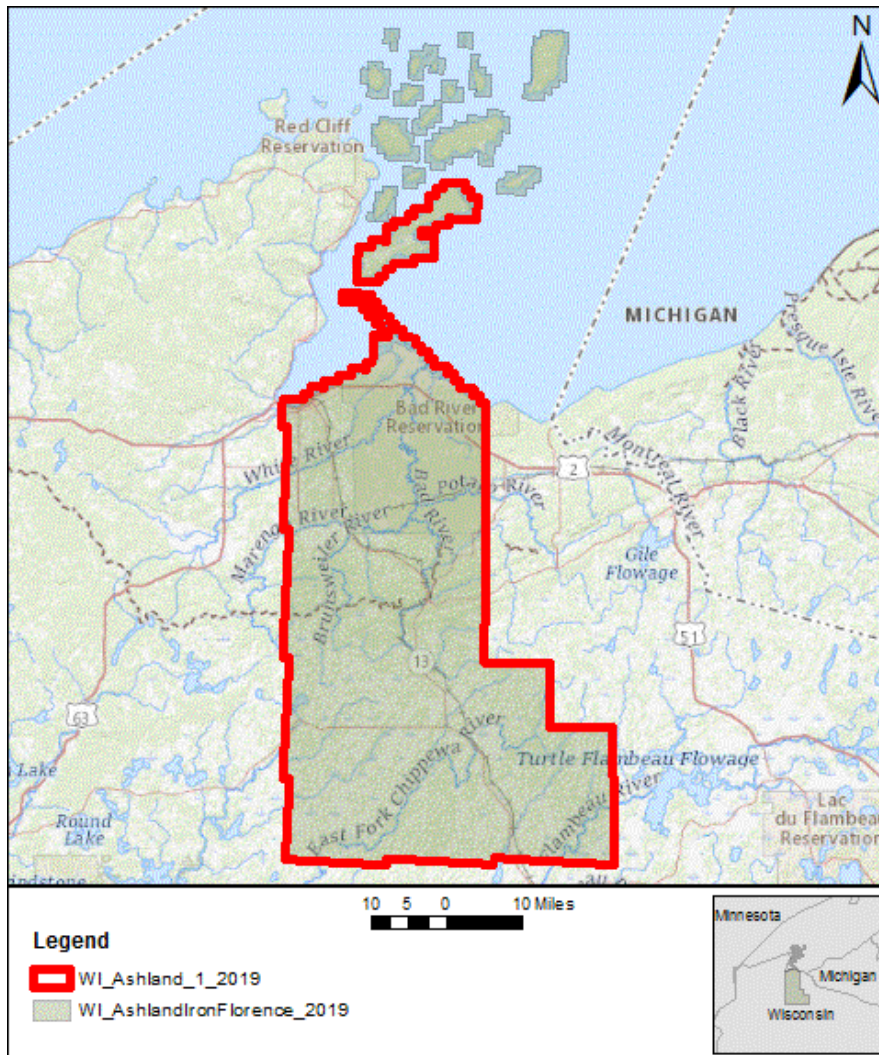 N
Red Cliff
Reservation
MICHIGAN
Presque Isle River
Black River
Bad River
Reservation
White River
Montreal River
2
Potato River
Bad River
Marengo River
Brunsweiler River
Gile
Flowage
51
13
63
East Fork Chippewa River
Turtle Flambeau Flowage
Flambeau River
Lake
Round
Lake
Lac
du Flambeau
Reservation
indstone
10 5 0 10 Miles
Legend
WI_Ashland_1_2019
WI_AshlandIronFlorence_2019
Minnesota
Michigan
Wisconsin